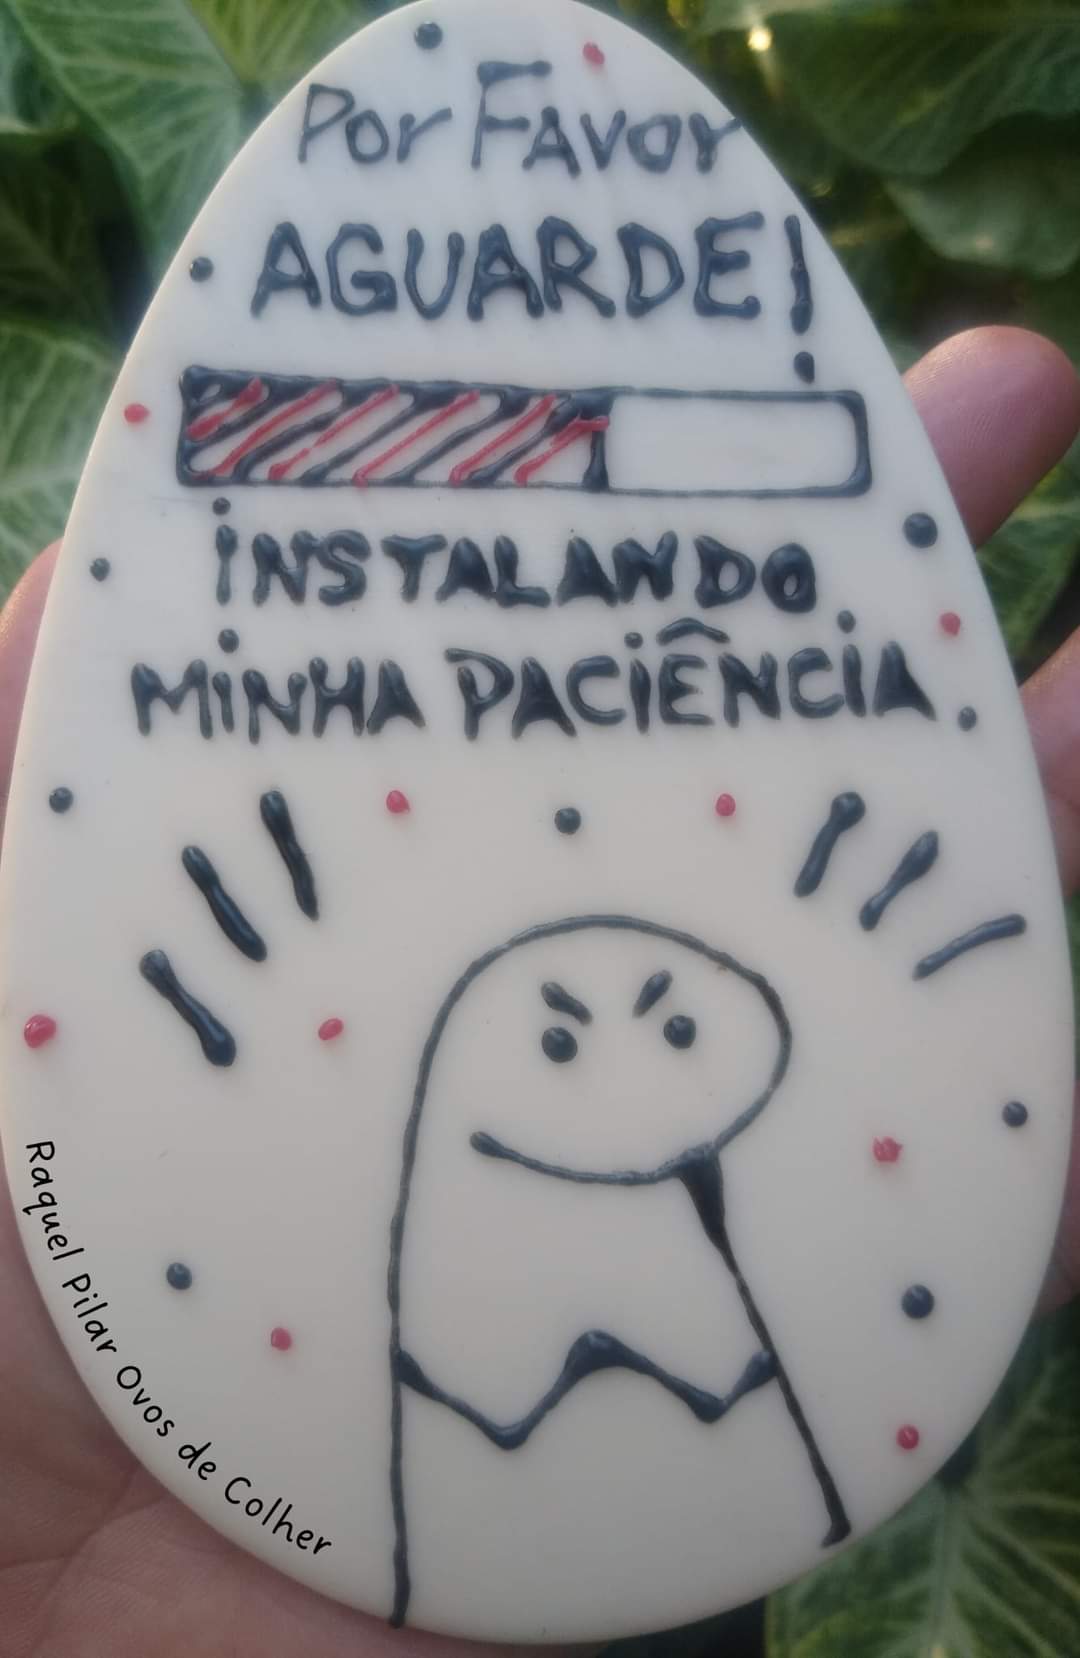 Por Favor
AGUARDE!
iNSTALANDO
MiNHA PACiÊNCiA.
Raquel Pilar Ovos de Colher